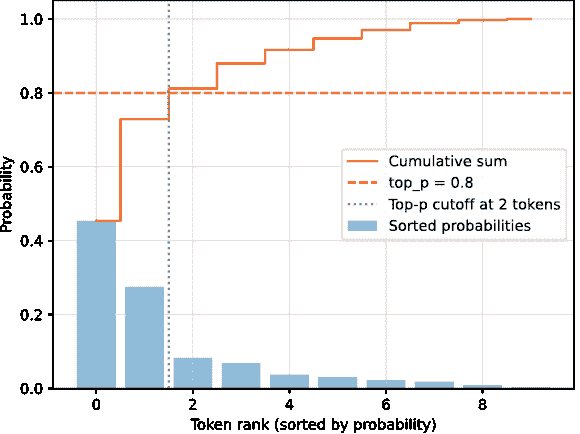 1.0
0.8
0.6
0.4
0.2
0.0
Probability
Cumulative sum
top_p = 0.8
Top-p cutoff at 2 tokens
Sorted probabilities
0 2 4 6 8
Token rank (sorted by probability)